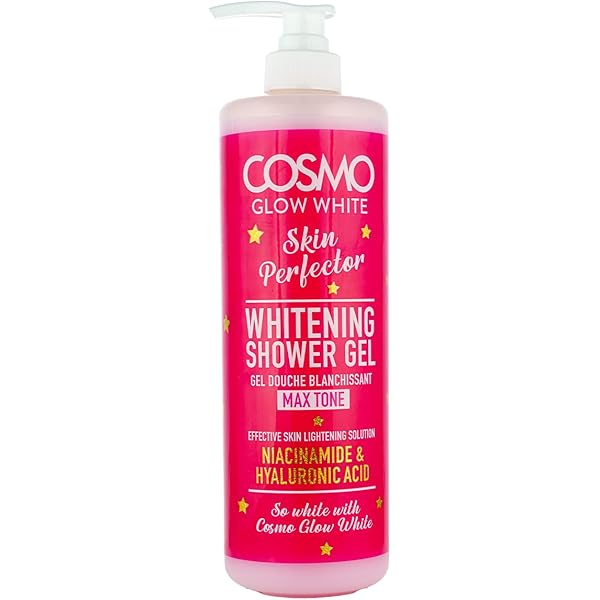 COSMO
GLOW WHITE
Skin
Perfector
WHITENING
SHOWER GEL
GEL DOUCHE BLANCHISSANT
MAX TONE
EFFECTIVE SKIN LIGHTENING SOLUTION
NIACINAMIDE &
HYALURONIC ACID
So white with
Cosmo Glow White